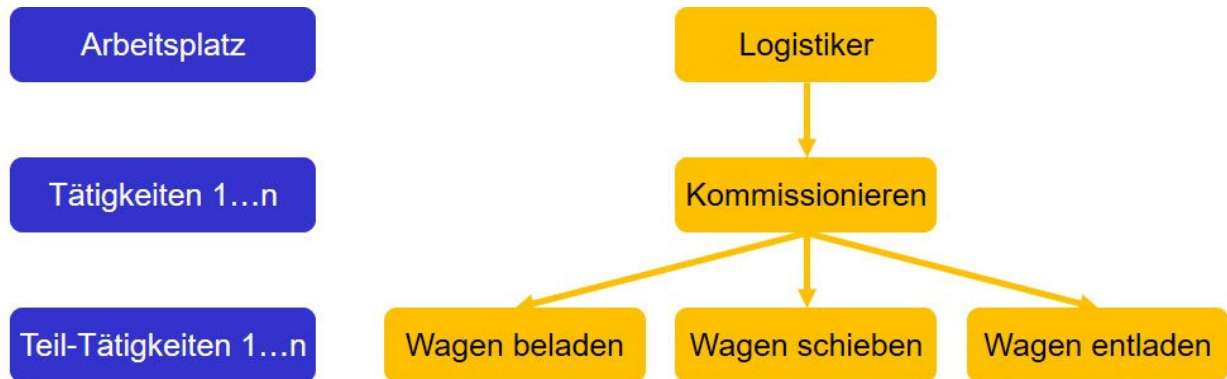 Arbeitsplatz
Logistiker
Tätigkeiten 1...n
Kommissionieren
Teil-Tätigkeiten 1...n
Wagen beladen
Wagen schieben
Wagen entladen